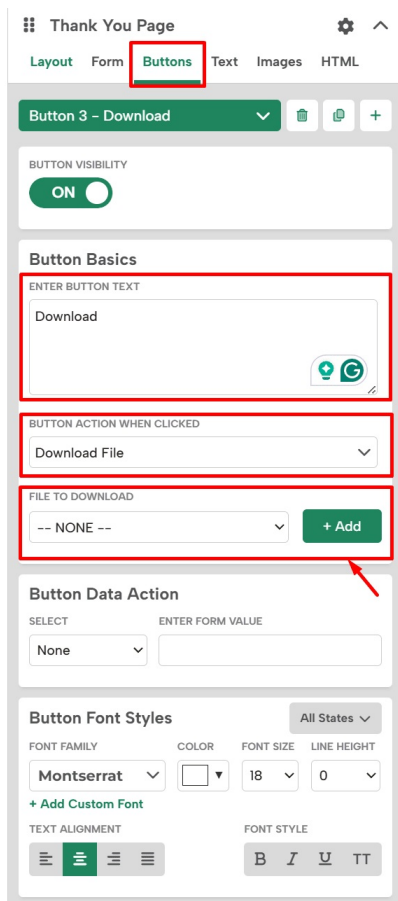 Thank You Page
Layout Form Buttons Text Images HTML
Button 3 – Download
+
BUTTON VISIBILITY
ON
Button Basics
ENTER BUTTON TEXT
Download
BUTTON ACTION WHEN CLICKED
Download File
FILE TO DOWNLOAD
-- NONE --
+ Add
Button Data Action
SELECT ENTER FORM VALUE
None
Button Font Styles All States
FONT FAMILY COLOR FONT SIZE LINE HEIGHT
Montserrat 18 0
+ Add Custom Font
TEXT ALIGNMENT FONT STYLE
B I U TT